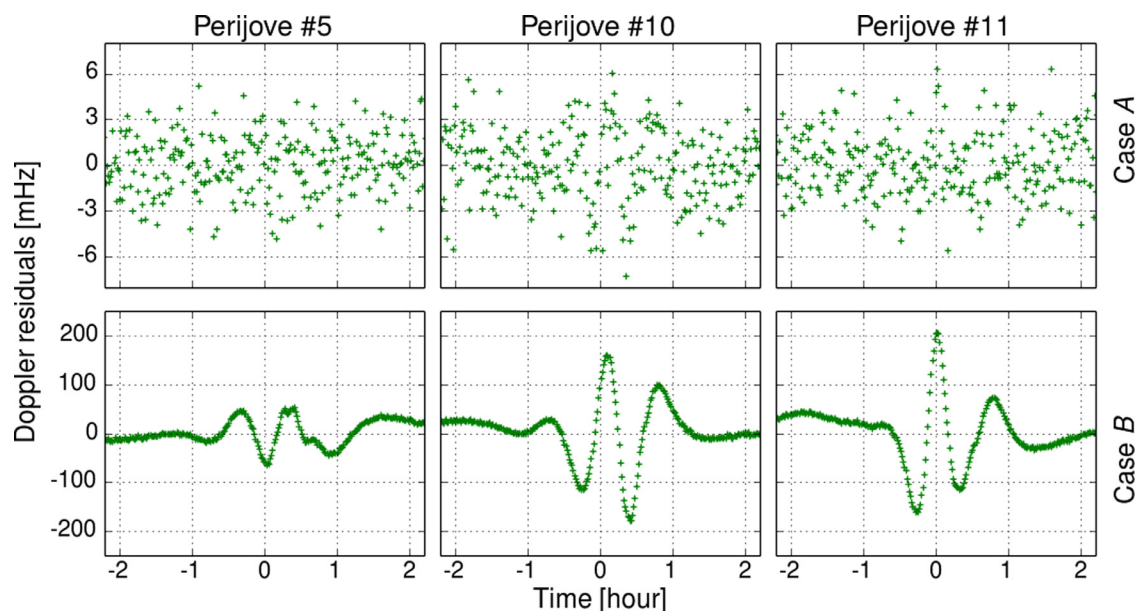 Perijove #5 Perijove #10 Perijove #11
6
3
0
-3
-6
Case A
Doppler residuals [mHz]
200
100
0
-100
-200
Case B
-2 -1 0 1 2 -2 -1 0 1 2 -2 -1 0 1 2
Time [hour]